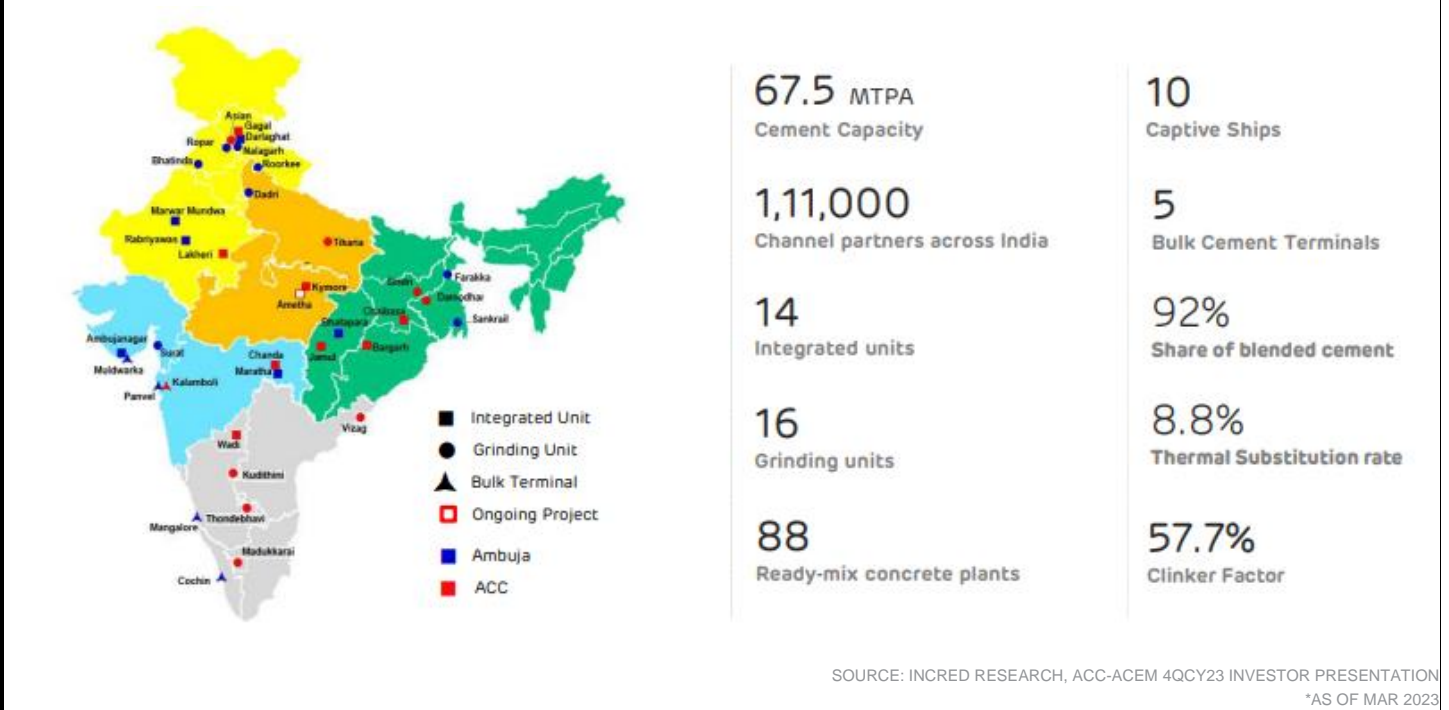 Asian
Gagal
Darlaghat
Ropar
Nalagarh
Bhatinda
Roorkee
Dadri
Marwar Mundwa
Rabriyawas
Lakheri
Tikaria
Kymore
Ametha
Sindri
Farakka
Damodhar
Chaibasa
Sankrail
Bhatapara
Jamul
Bargarh
Ambujanagar
Surat
Muldwarka
Chanda
Maratha
Kalamboli
Panvel
Vizag
Wadi
Kudithini
Thondebhavi
Mangalore
Madukkarai
Cochin
Integrated Unit
Grinding Unit
Bulk Terminal
Ongoing Project
Ambuja
ACC
67.5 MTPA
Cement Capacity
1,11,000
Channel partners across India
14
Integrated units
16
Grinding units
88
Ready-mix concrete plants
10
Captive Ships
5
Bulk Cement Terminals
92%
Share of blended cement
8.8%
Thermal Substitution rate
57.7%
Clinker Factor
SOURCE: INCRED RESEARCH, ACC-ACEM 4QCY23 INVESTOR PRESENTATION
*AS OF MAR 2023